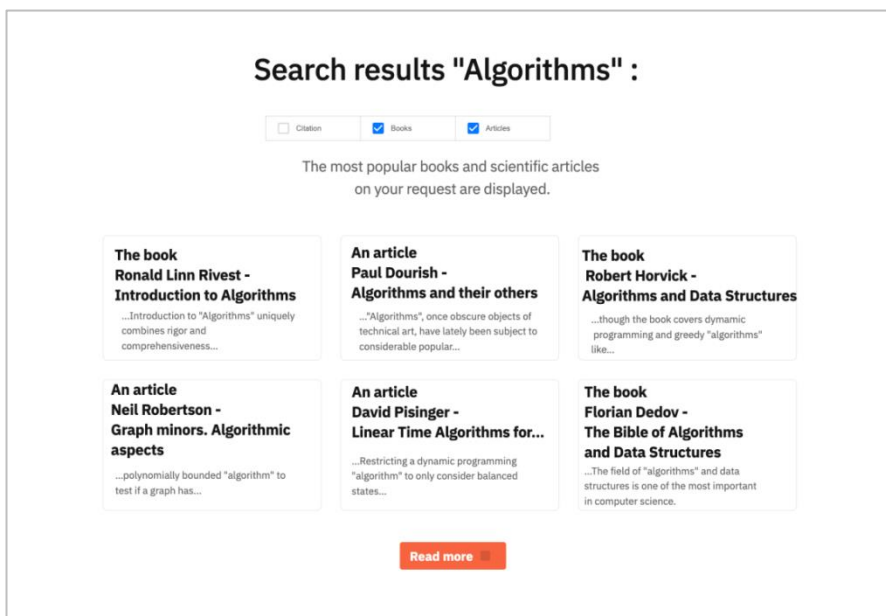 Search results "Algorithms" :
Citation
Books
Articles
The most popular books and scientific articles
on your request are displayed.
The book
Ronald Linn Rivest -
Introduction to Algorithms
...Introduction to "Algorithms" uniquely
combines rigor and
comprehensiveness...
An article
Paul Dourish -
Algorithms and their others
..."Algorithms", once obscure objects of
technical art, have lately been subject to
considerable popular...
The book
Robert Horvick -
Algorithms and Data Structures
...though the book covers dymamic
programming and greedy "algorithms"
like...
An article
Neil Robertson -
Graph minors. Algorithmic
aspects
...polynomially bounded "algorithm" to
test if a graph has...
An article
David Pisinger -
Linear Time Algorithms for...
...Restricting a dynamic programming
"algorithm" to only consider balanced
states...
The book
Florian Dedov -
The Bible of Algorithms
and Data Structures
...The field of "algorithms" and data
structures is one of the most important
in computer science.
Read more